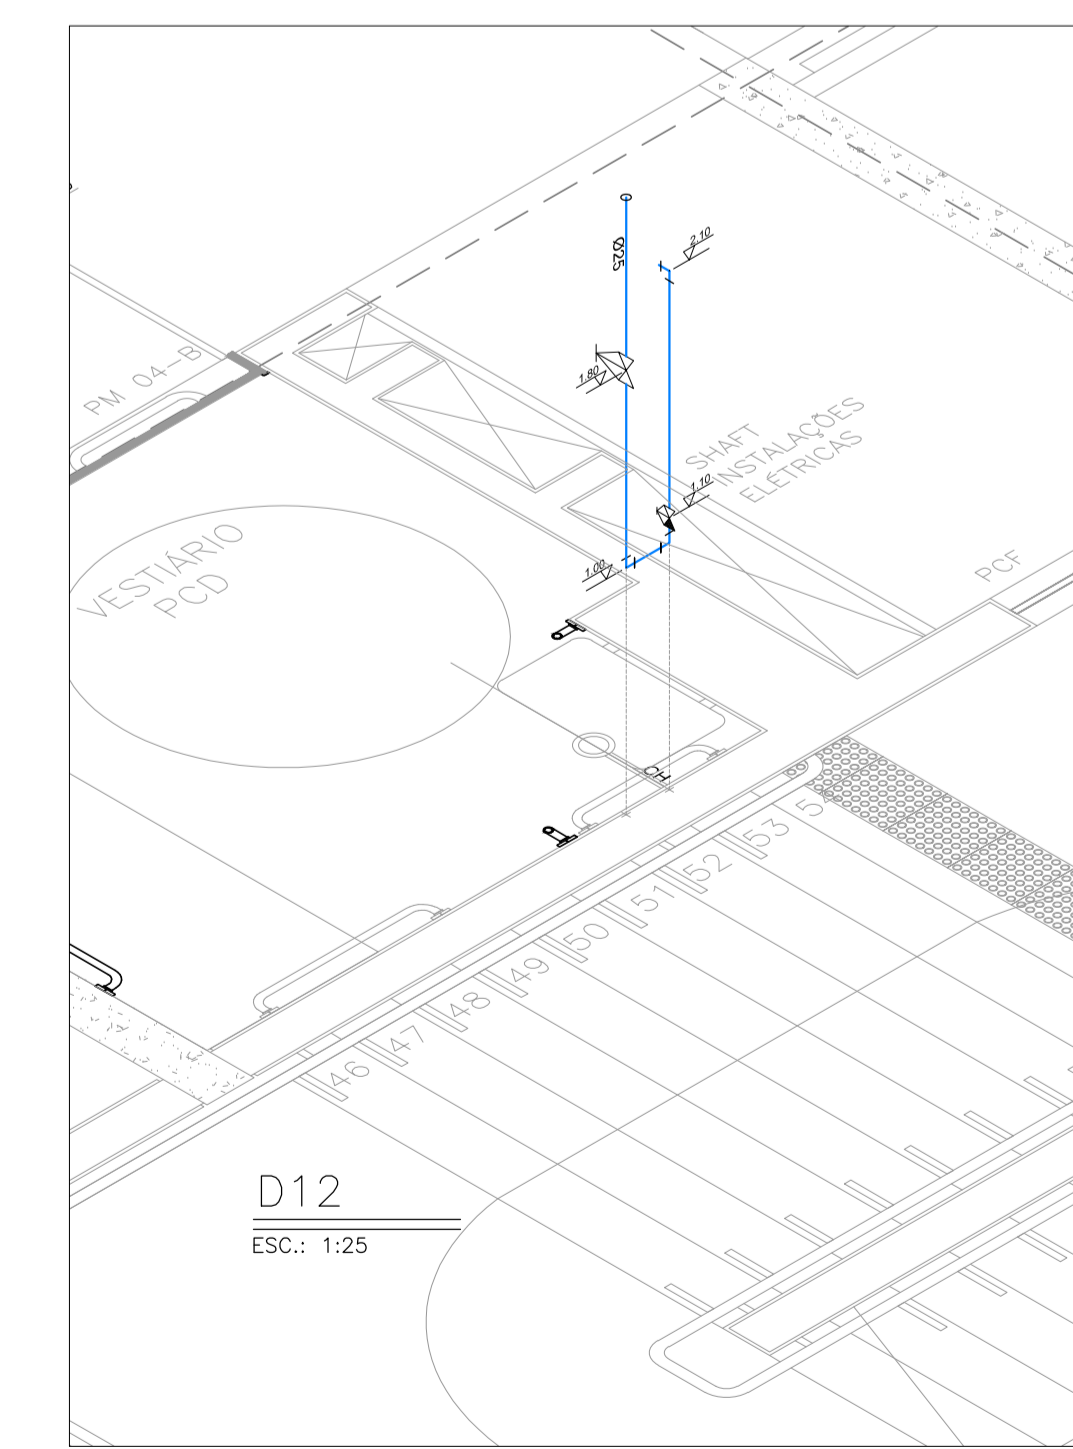 Ø25
2.10
1.80
PM 04-B
SHAFT
INSTALAÇÕES
ELÉTRICAS
1.10
VESTIÁRIO
PCD
1.00
PCF
CH
53
52
51
50
49
48
47
46
D12
ESC.: 1:25